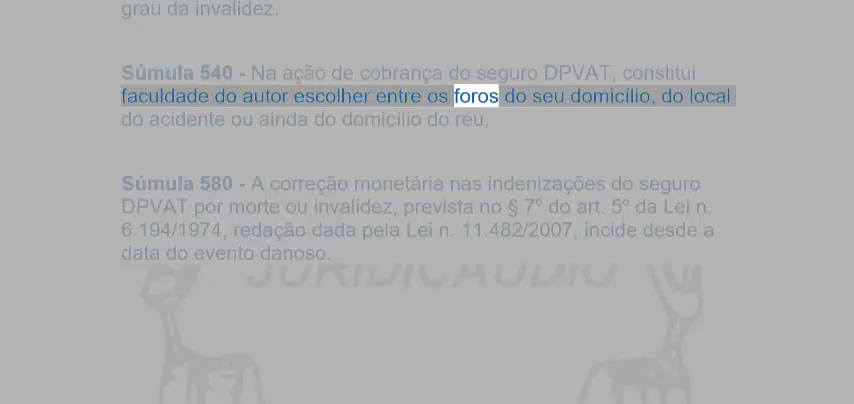 grau da invalidez.
Súmula 540 - Na ação de cobrança do seguro DPVAT, constitui
faculdade do autor escolher entre os foros do seu domicílio, do local
do acidente ou ainda do domicílio do réu.
Súmula 580 - A correção monetária nas indenizações do seguro
DPVAT por morte ou invalidez, prevista no § 7º do art. 5º da Lei n.
6.194/1974, redação dada pela Lei n. 11.482/2007, incide desde a
data do evento danoso.
JURIDICAUDIO